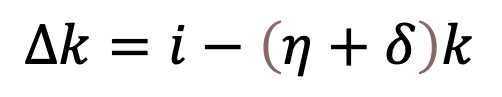 Δk = i − (η + δ)k